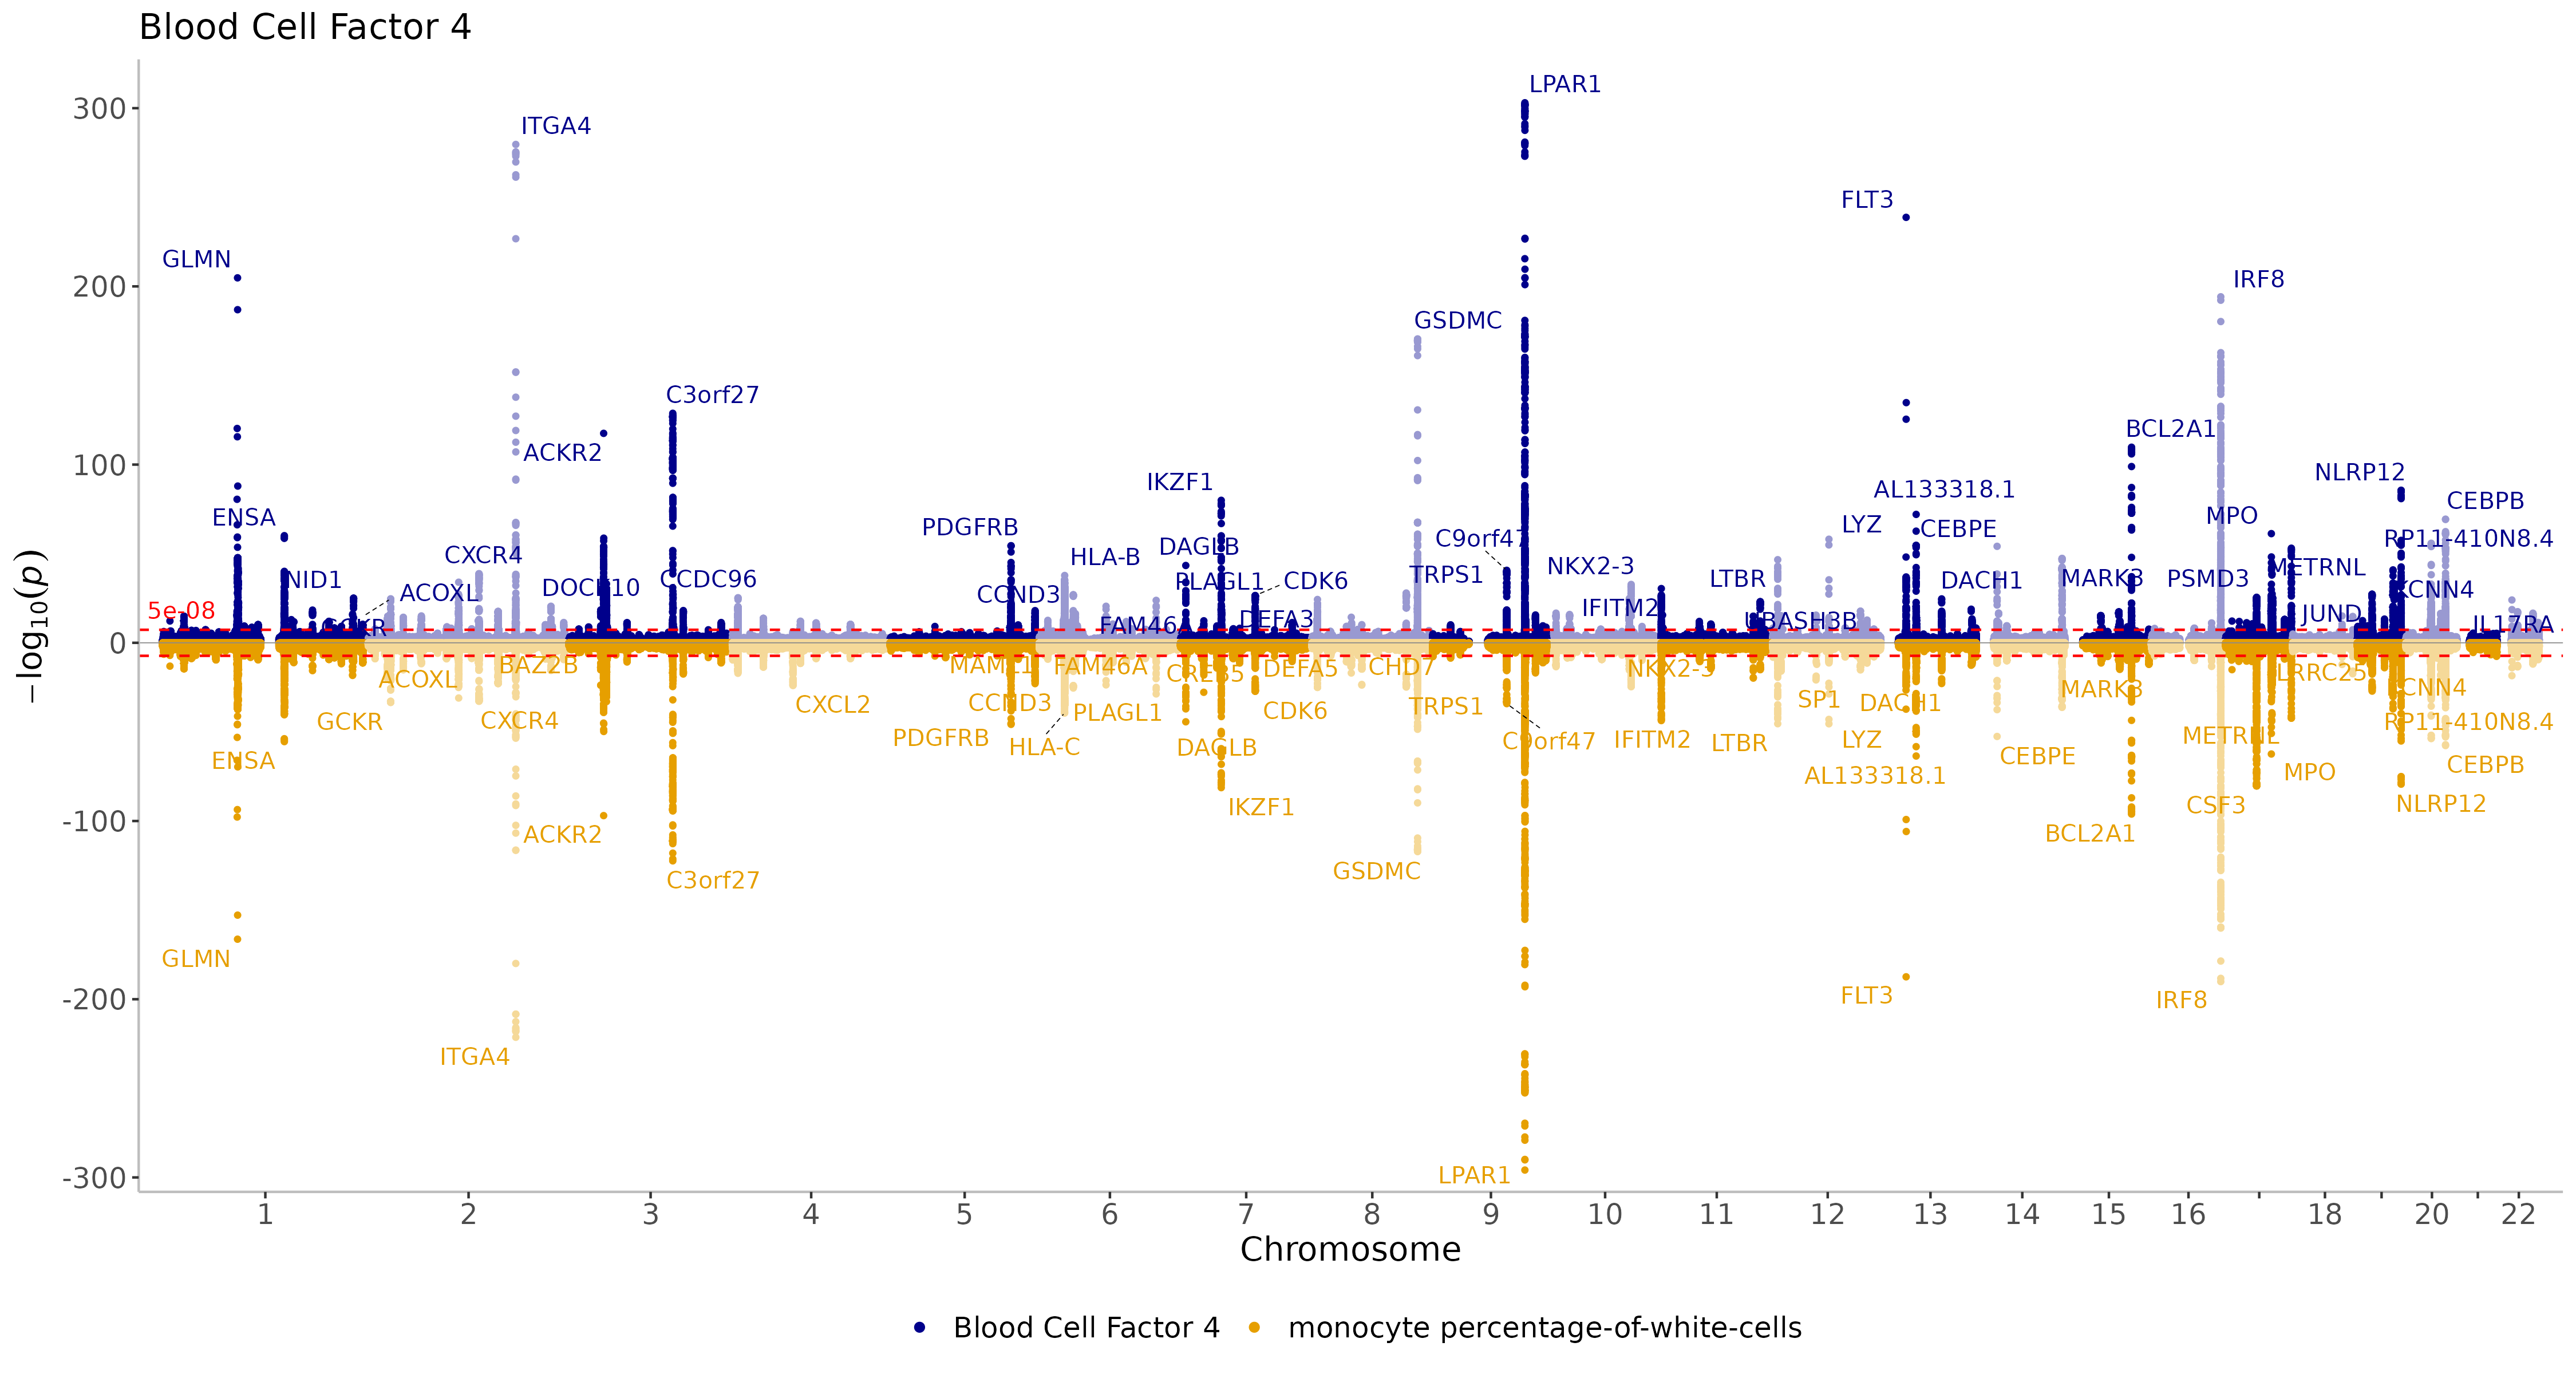 Blood Cell Factor 4
LPAR1
300
ITGA4
FLT3
GLMN
IRF8
200
GSDMC
C3orf27
BCL2A1
ACKR2
100
NLRP12
IKZF1
AL133318.1
CEBPB
ENSA
PDGFRB
LYZ
CEBPE
MPO
CXCR4
HLA-B
DAGLB
C9orf47
RP11-410N8.4
NID1
ACOXL
DOCK10
CCDC96
CCND3
PLAGL1
CDK6
TRPS1
NKX2-3
LTBR
DACH1
MARK3
PSMD3
METRNL
KCNN4
5e-08
GCKR
FAM46
DEFA3
IFITM2
UBASH3B
JUND
IL17RA
0
−log10(p)
ACOXL
BAZ2B
MAML1
FAM46A
CREB5
DEFA5
CHD7
NKX2-3
LRRC25
GCKR
CXCR4
CXCL2
CCND3
PLAGL1
CDK6
TRPS1
SP1
DACH1
MARK3
CNN4
ENSA
PDGFRB
HLA-C
DAGLB
C9orf47
IFITM2
LTBR
LYZ
CEBPE
METRNL
RP11-410N8.4
AL133318.1
MPO
CEBPB
IKZF1
CSF3
NLRP12
-100
ACKR2
BCL2A1
C3orf27
GSDMC
GLMN
-200
FLT3
IRF8
ITGA4
-300
LPAR1
1 2 3 4 5 6 7 8 9 10 11 12 13 14 15 16 18 20 22
Chromosome
Blood Cell Factor 4 monocyte percentage-of-white-cells